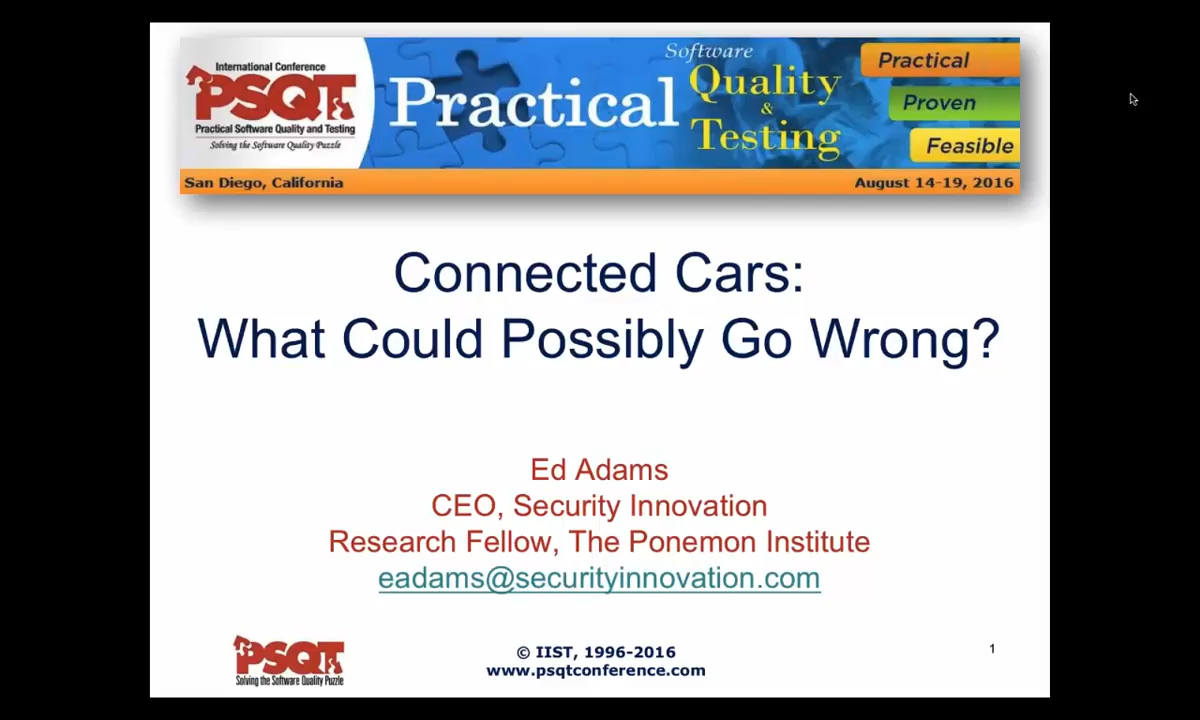 International Conference
PSQT
Practical Software Quality and Testing
Solving the Software Quality Puzzle
Practical
Software
Quality
&
Testing
Practical
Proven
Feasible
San Diego, California
August 14-19, 2016
Connected Cars:
What Could Possibly Go Wrong?
Ed Adams
CEO, Security Innovation
Research Fellow, The Ponemon Institute
eadams@securityinnovation.com
PSQT
Solving the Software Quality Puzzle
© IIST, 1996-2016
www.psqtconference.com
1